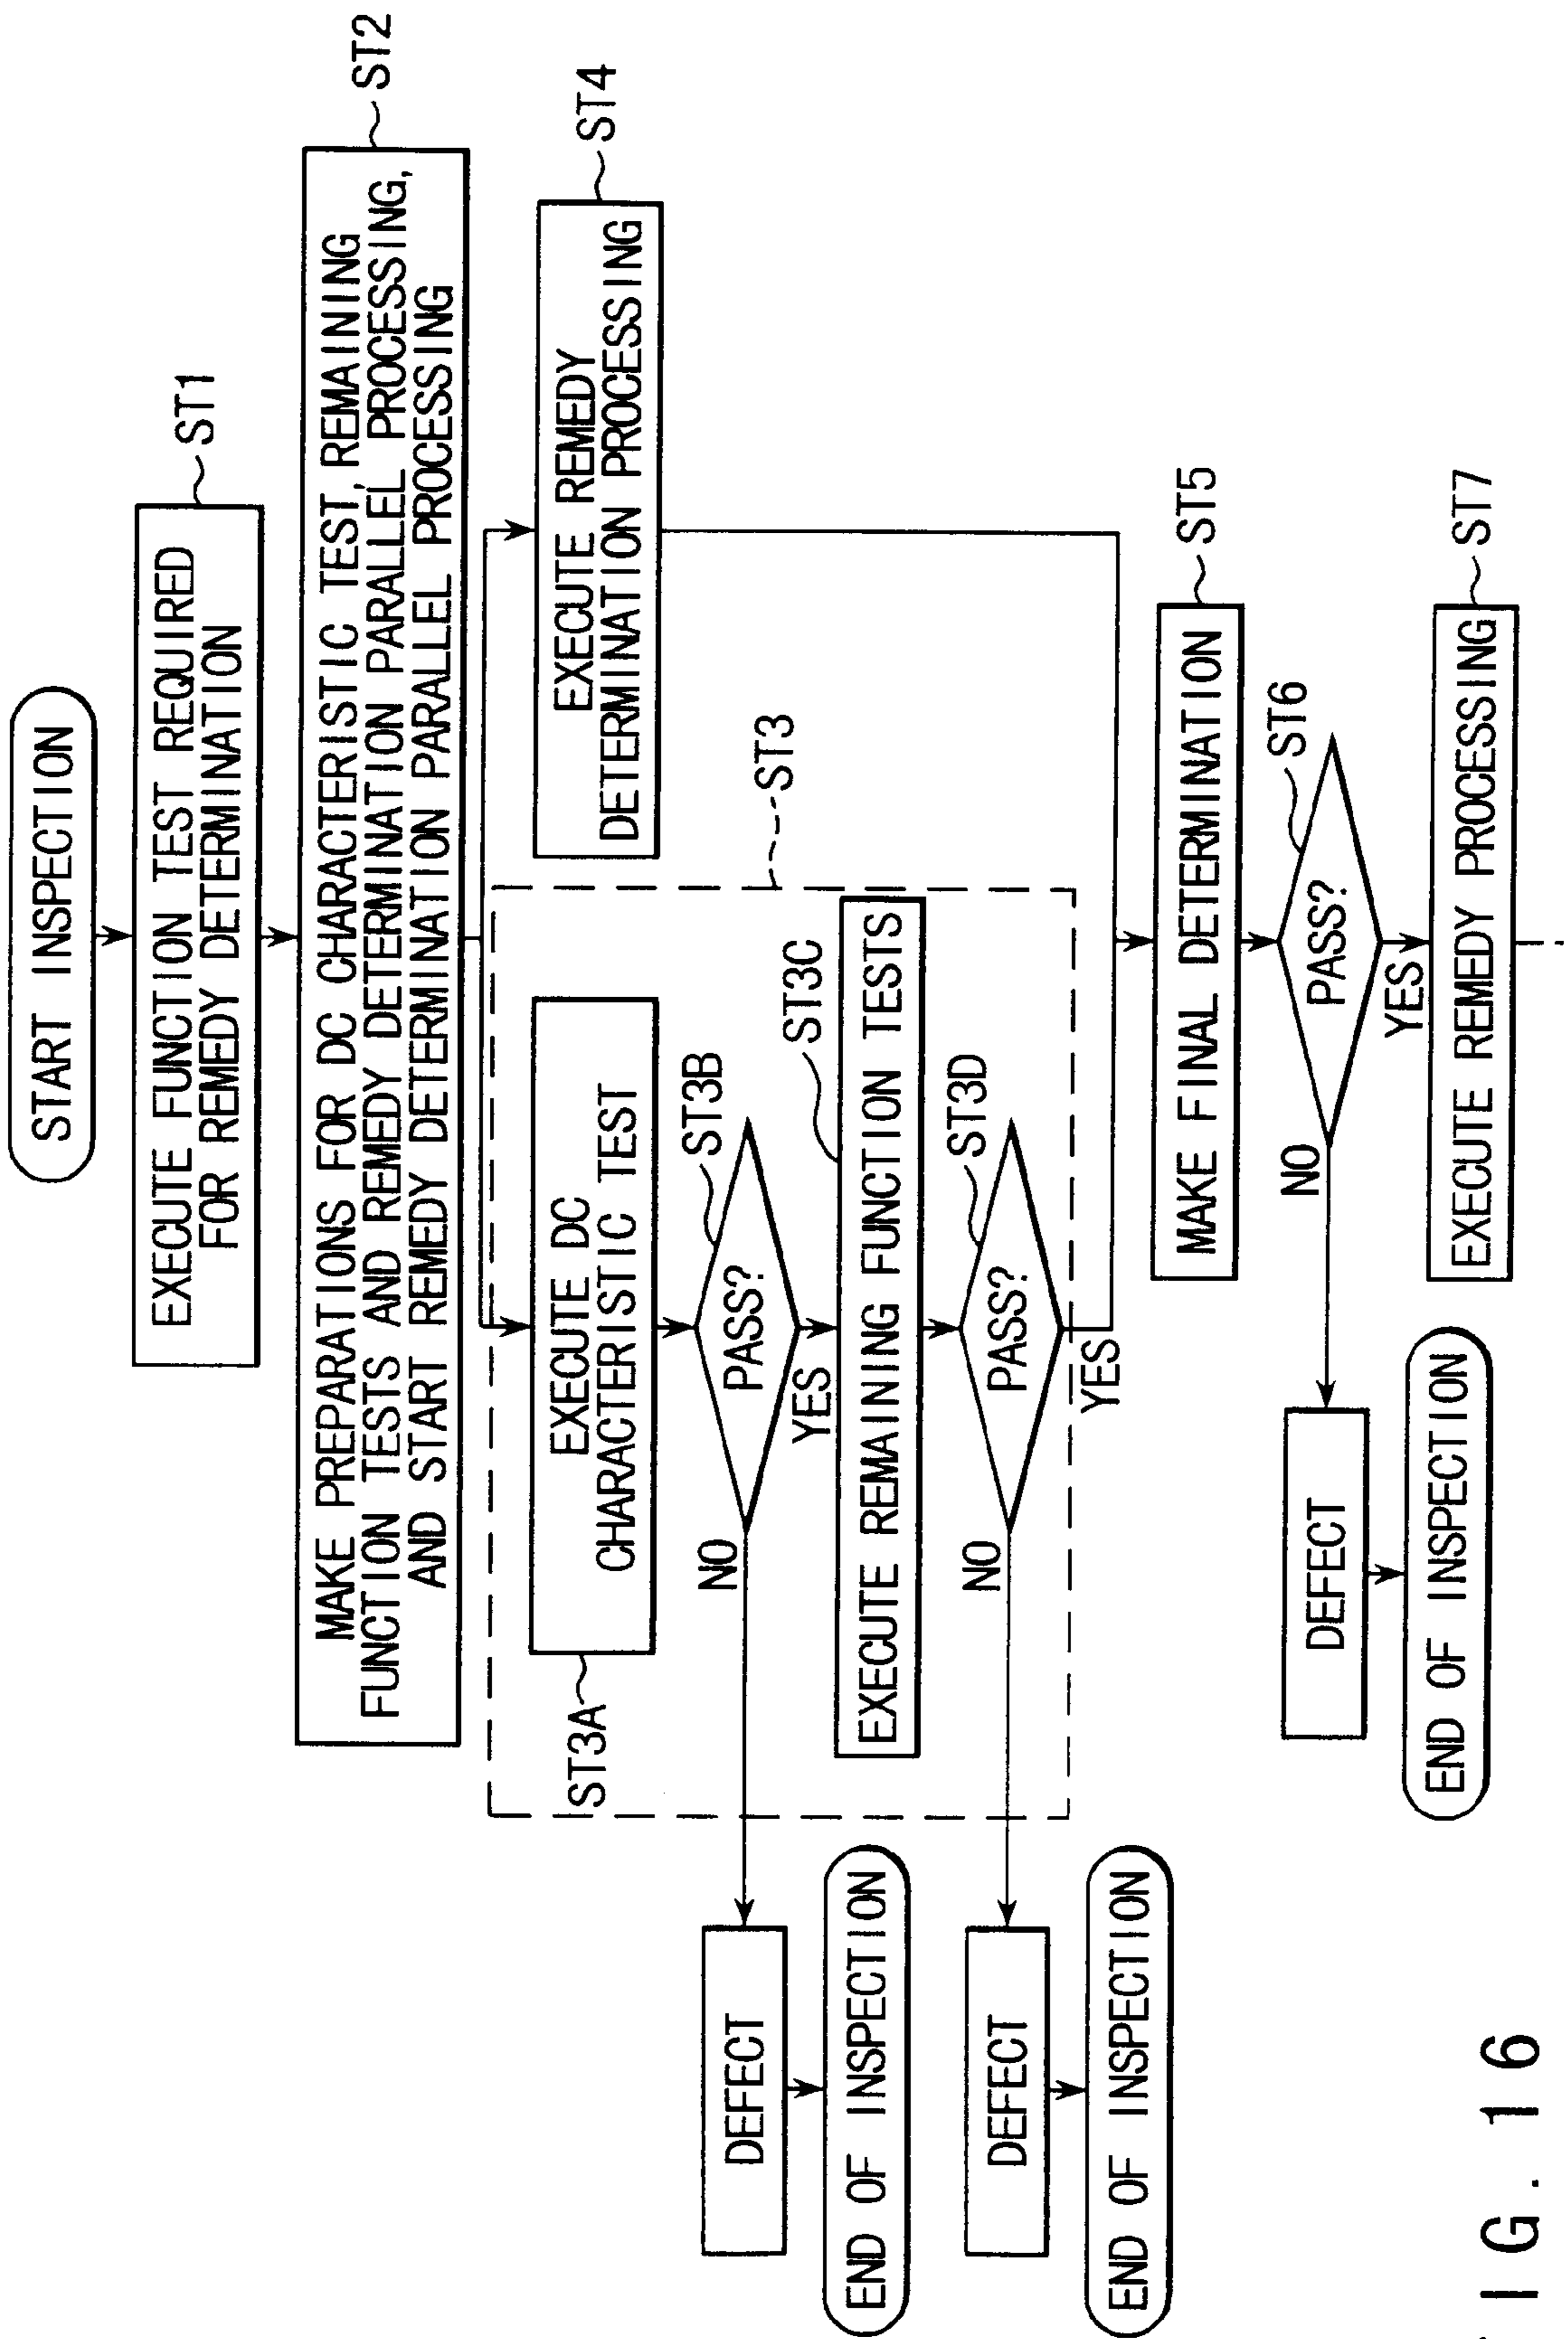 START INSPECTION
EXECUTE FUNCTION TEST REQUIRED
FOR REMEDY DETERMINATION
ST1
MAKE PREPARATIONS FOR DC CHARACTERISTIC TEST, REMAINING
FUNCTION TESTS AND REMEDY DETERMINATION PARALLEL PROCESSING,
AND START REMEDY DETERMINATION PARALLEL PROCESSING
ST2
ST3A
EXECUTE DC
CHARACTERISTIC TEST
EXECUTE REMEDY
DETERMINATION PROCESSING
ST4
ST3
NO
PASS?
ST3B
YES
DEFECT
END OF INSPECTION
EXECUTE REMAINING FUNCTION TESTS
ST3C
NO
PASS?
ST3D
YES
DEFECT
END OF INSPECTION
MAKE FINAL DETERMINATION
ST5
NO
PASS?
ST6
YES
DEFECT
END OF INSPECTION
EXECUTE REMEDY PROCESSING
ST7
IG. 16